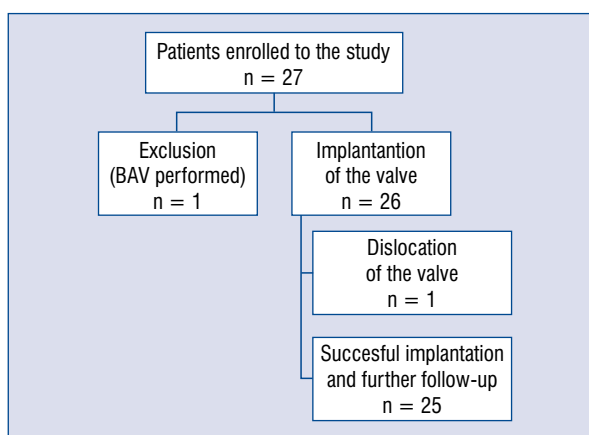 Patients enrolled to the study
n = 27
Exclusion
(BAV performed)
n = 1
Implantantion
of the valve
n = 26
Dislocation
of the valve
n = 1
Succesful implantation
and further follow-up
n = 25